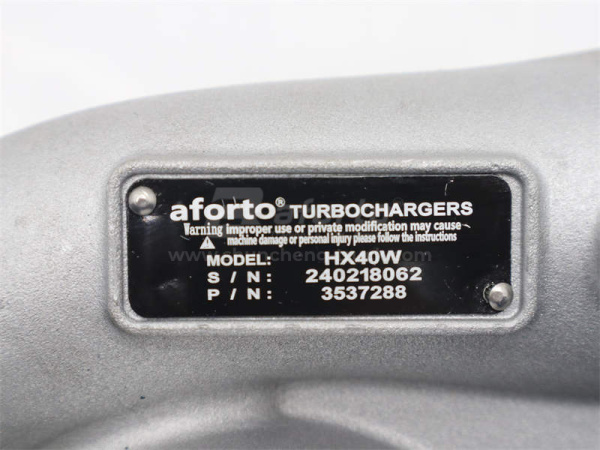 aforto® TURBOCHARGERS
Warning improper use or private modification may cause
machine damage or personal injury please follow the instructions
MODEL: HX40W
S / N: 240218062
P / N: 3537288